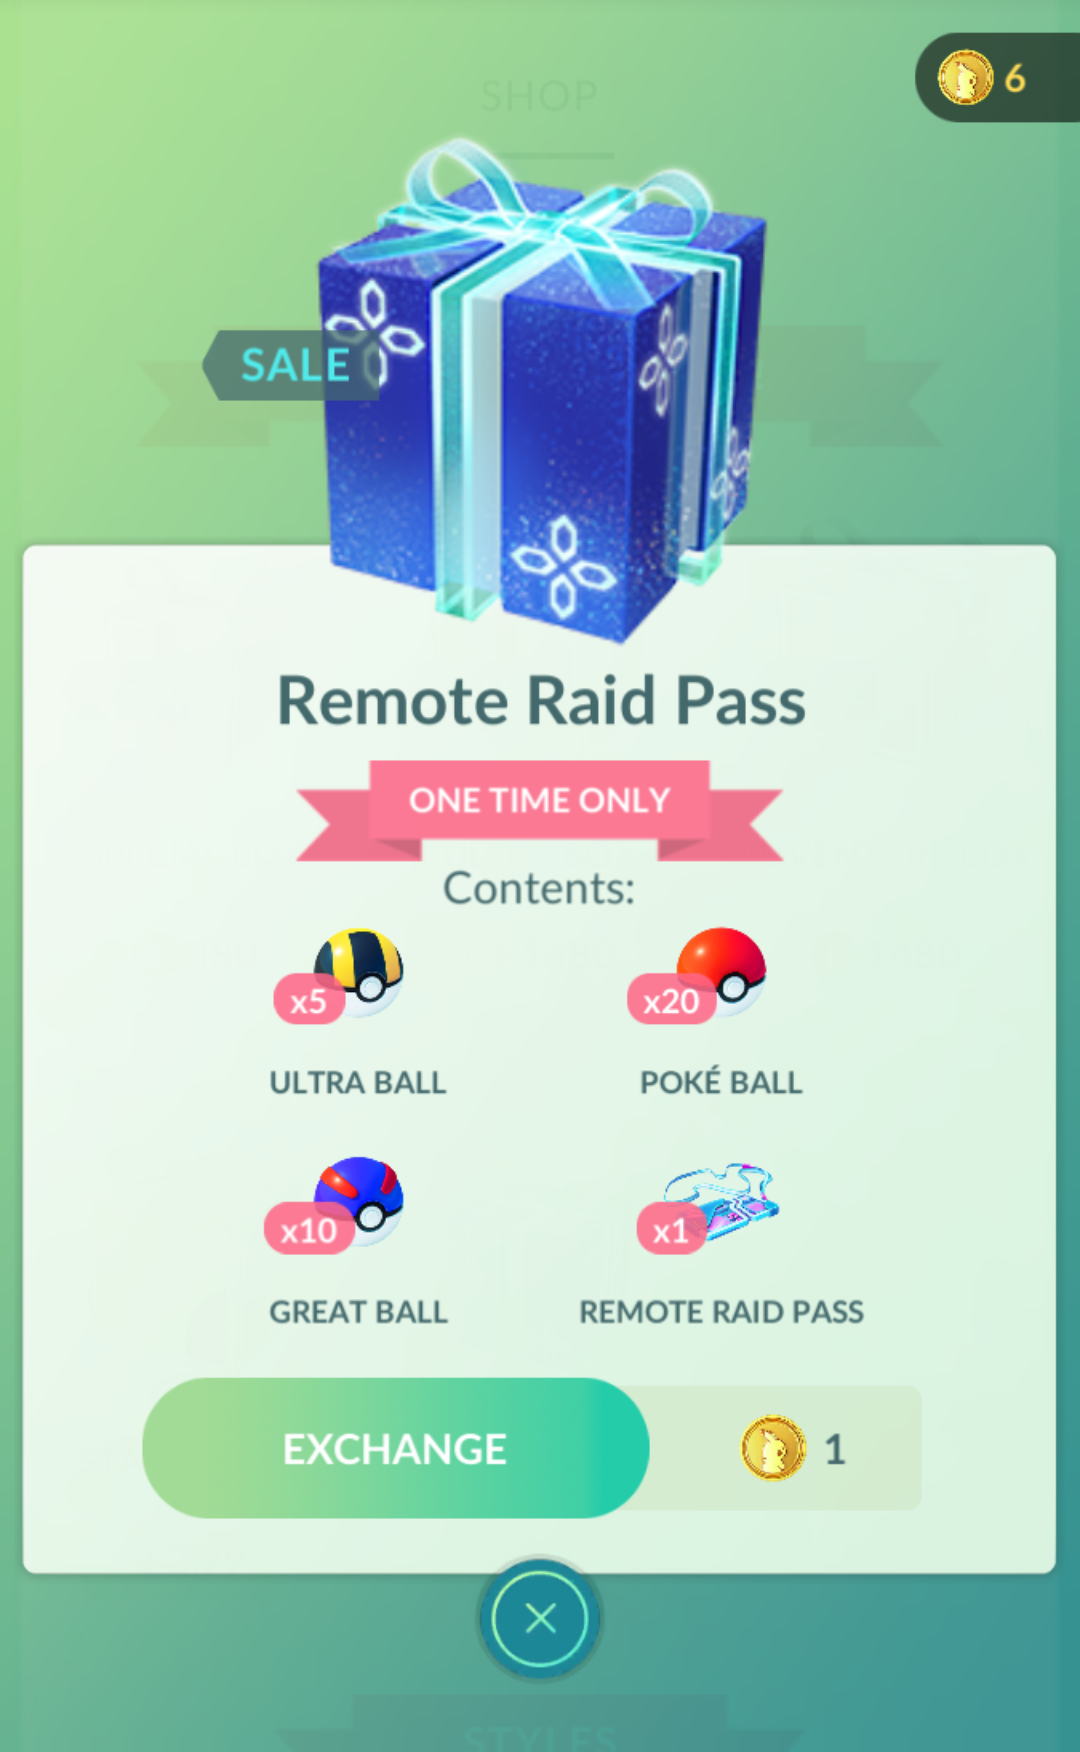 6
SHOP
SALE
Remote Raid Pass
ONE TIME ONLY
Contents:
x5
x20
ULTRA BALL
POKÉ BALL
x10
x1
GREAT BALL
REMOTE RAID PASS
EXCHANGE
1
STYLES